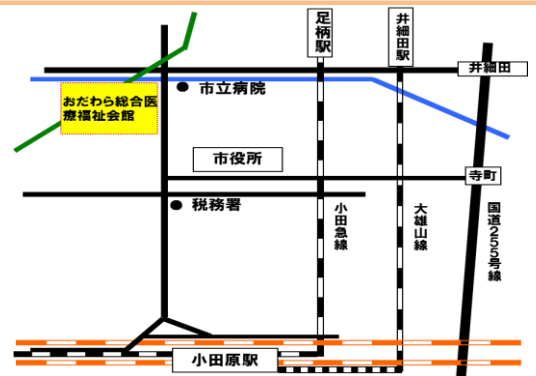 足柄駅
井細田駅
井細田
市立病院
おだわら総合医
療福祉会館
市役所
寺町
税務署
小田急線
大雄山線
国道255号線
小田原駅